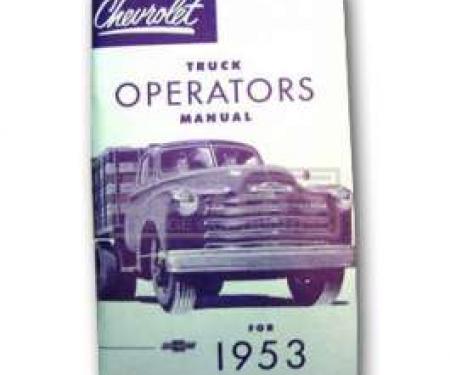 Chevrolet
TRUCK
OPERATORS
MANUAL
FOR
1953